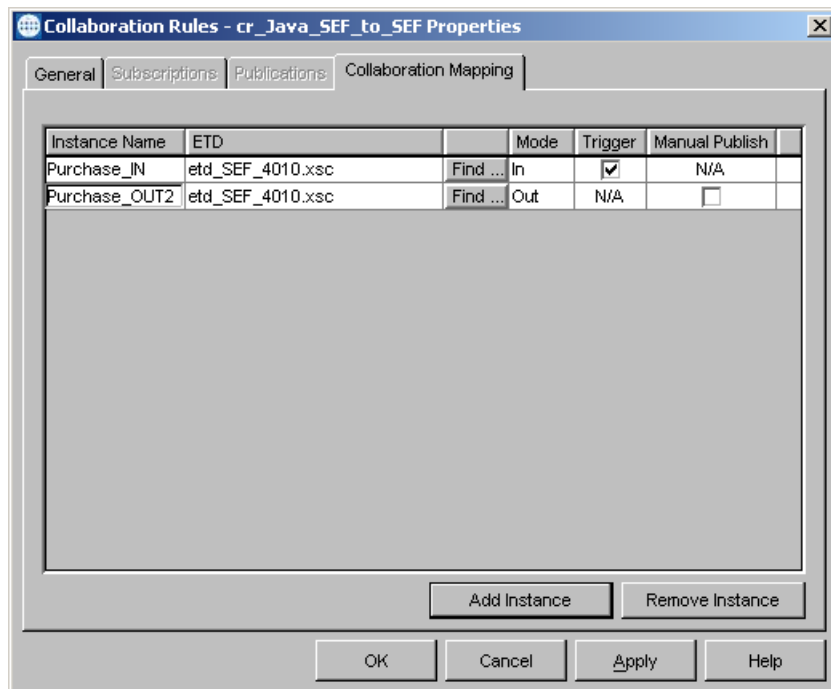 Collaboration Rules - cr_Java_SEF_to_SEF Properties
General Subscriptions Publications Collaboration Mapping
Instance Name ETD Mode Trigger Manual Publish
Purchase_IN etd_SEF_4010.xsc Find ... In N/A
Purchase_OUT2 etd_SEF_4010.xsc Find ... Out N/A
Add Instance Remove Instance
OK Cancel Apply Help